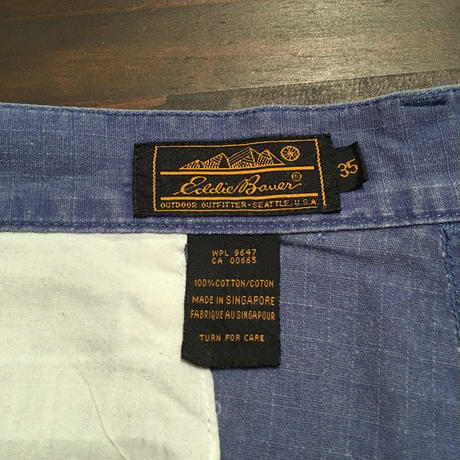 Eddie Bauer®
OUTDOOR OUTFITTER-SEATTLE, U.S.A.
35
WPL 9647
CA 00665
100% COTTON/COTON
MADE IN SINGAPORE
FABRIQUE AU SINGAPOUR
TURN FOR CARE